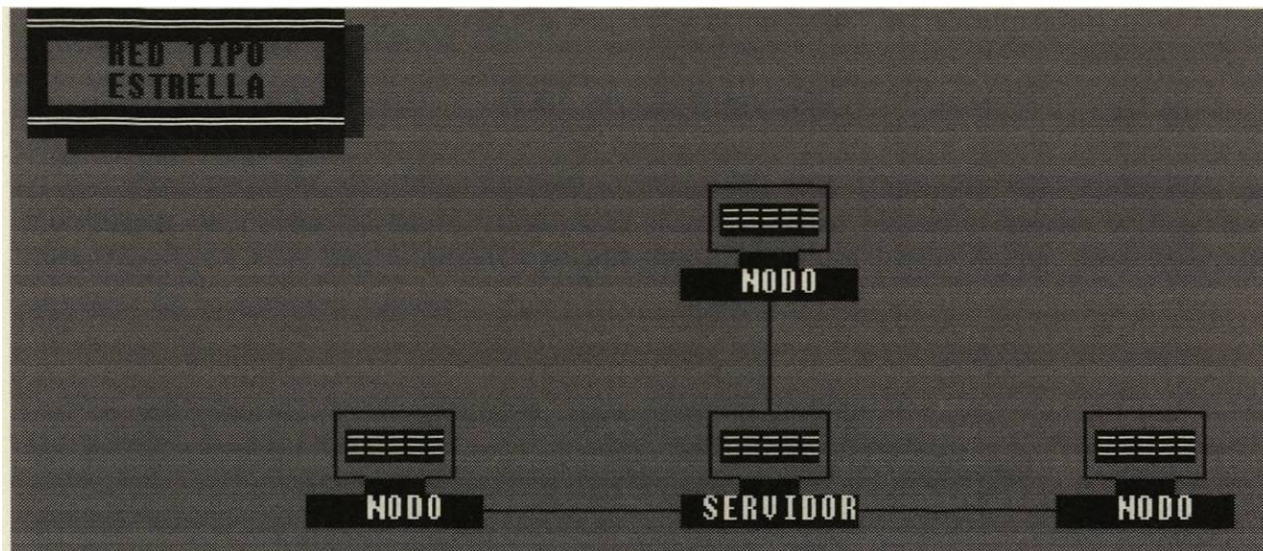 RED TIPO
ESTRELLA
NODO
NODO
SERVIDOR
NODO